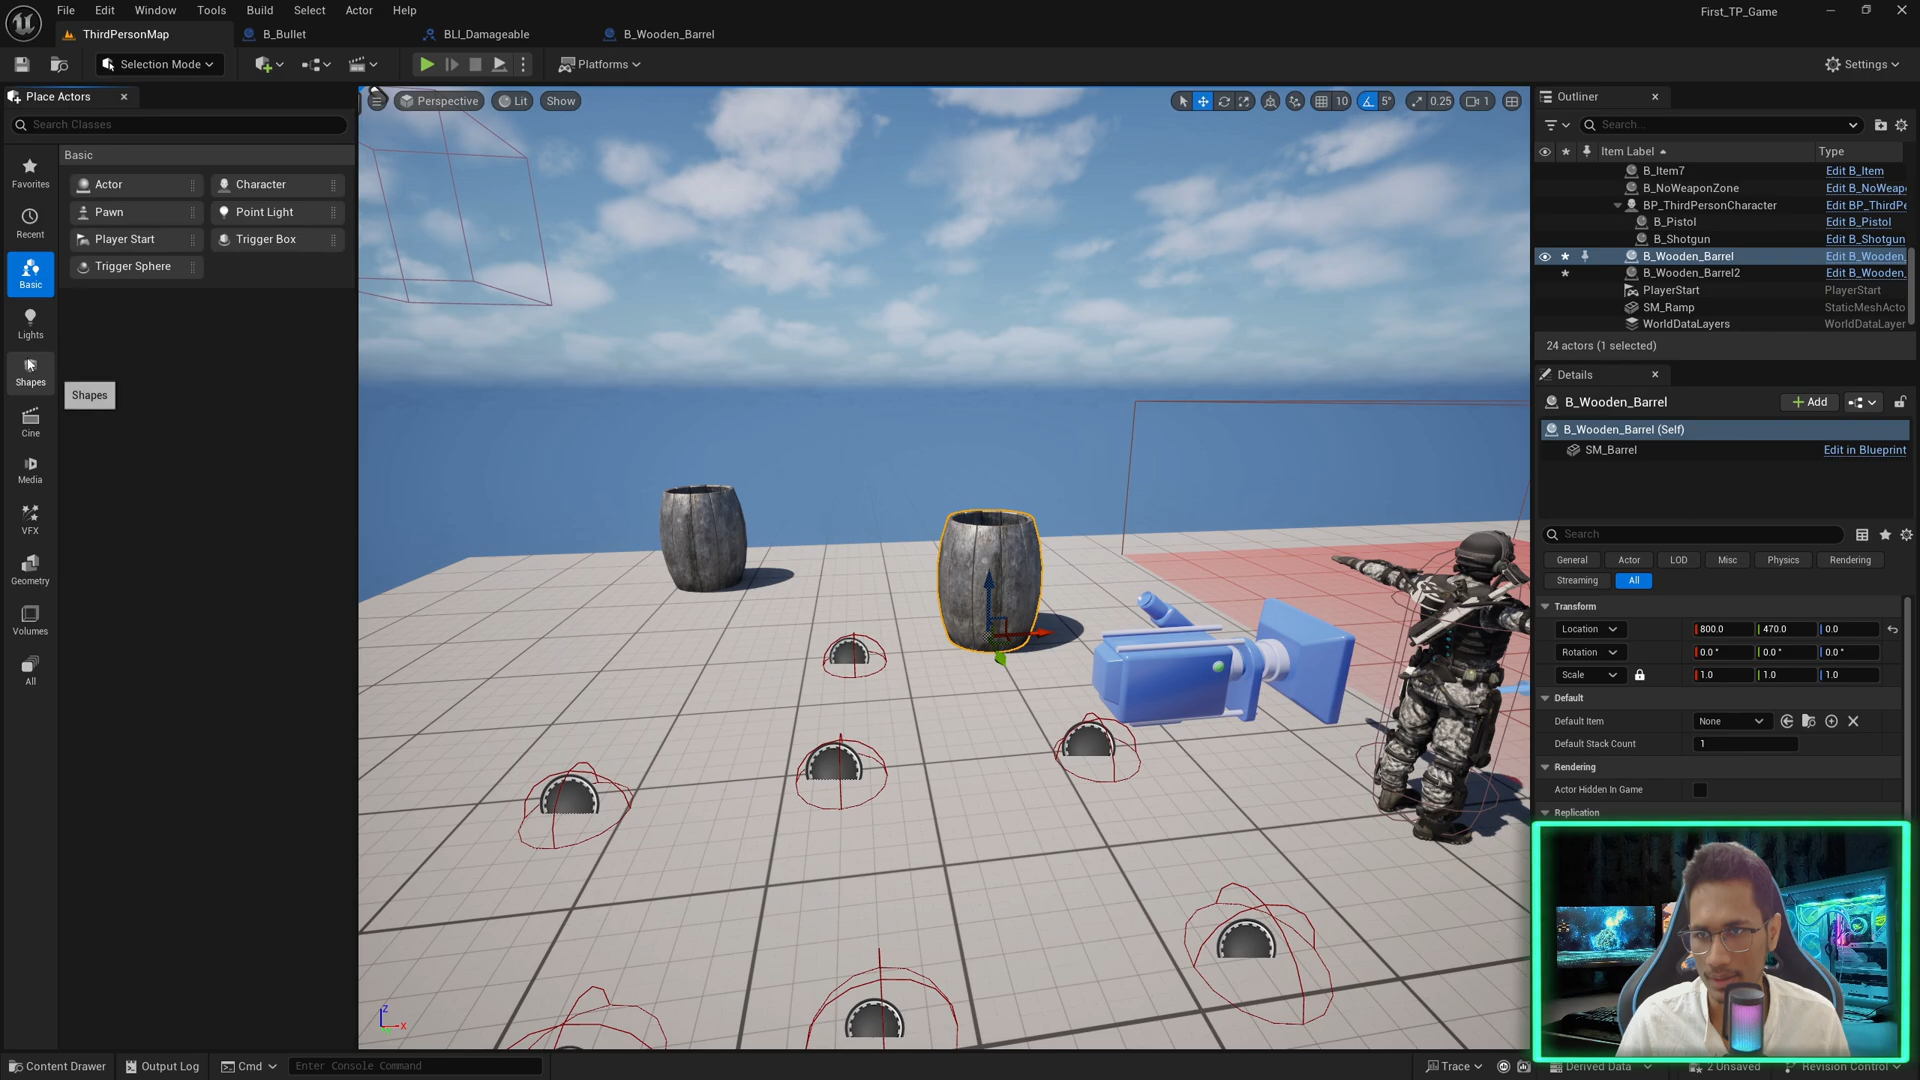 File Edit Window Tools Build Select Actor Help
First_TP_Game
ThirdPersonMap B_Bullet BLI_Damageable B_Wooden_Barrel
Selection Mode Platforms Settings
Place Actors
Search Classes
Favorites
Recent
Basic
Lights
Shapes
Cine
Media
VFX
Geometry
Volumes
All
Basic
Actor Character
Pawn Point Light
Player Start Trigger Box
Trigger Sphere
Shapes
Perspective Lit Show
10 5° 0.25 1
Z
X
Outliner
Search...
Item Label Type
B_Item7 Edit B_Item
B_NoWeaponZone Edit B_NoWeap
BP_ThirdPersonCharacter Edit BP_ThirdPe
B_Pistol Edit B_Pistol
B_Shotgun Edit B_Shotgun
B_Wooden_Barrel Edit B_Wooden_
B_Wooden_Barrel2 Edit B_Wooden_
PlayerStart PlayerStart
SM_Ramp StaticMeshActo
WorldDataLayers WorldDataLayer
24 actors (1 selected)
Details
B_Wooden_Barrel Add
B_Wooden_Barrel (Self)
SM_Barrel Edit in Blueprint
Search
General Actor LOD Misc Physics Rendering
Streaming All
Transform
Location 800.0 470.0 0.0
Rotation 0.0 ° 0.0 ° 0.0 °
Scale 1.0 1.0 1.0
Default
Default Item None
Default Stack Count 1
Rendering
Actor Hidden In Game
Replication
Content Drawer Output Log Cmd Enter Console Command
Trace Derived Data 2 Unsaved Revision Control